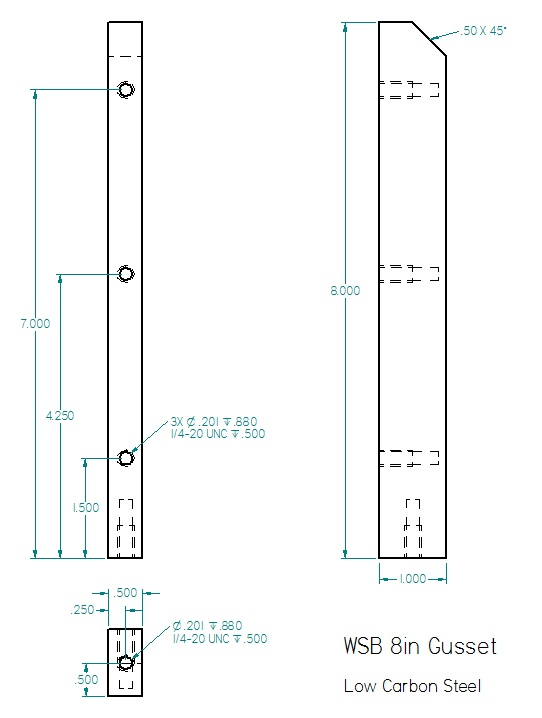 .50 X 45°
7.000
8.000
4.250
3X ⌀ .201 ↧ .880
1/4-20 UNC ↧ .500
1.500
.500
.250
1.000
⌀ .201 ↧ .880
1/4-20 UNC ↧ .500
.500
WSB 8in Gusset
Low Carbon Steel